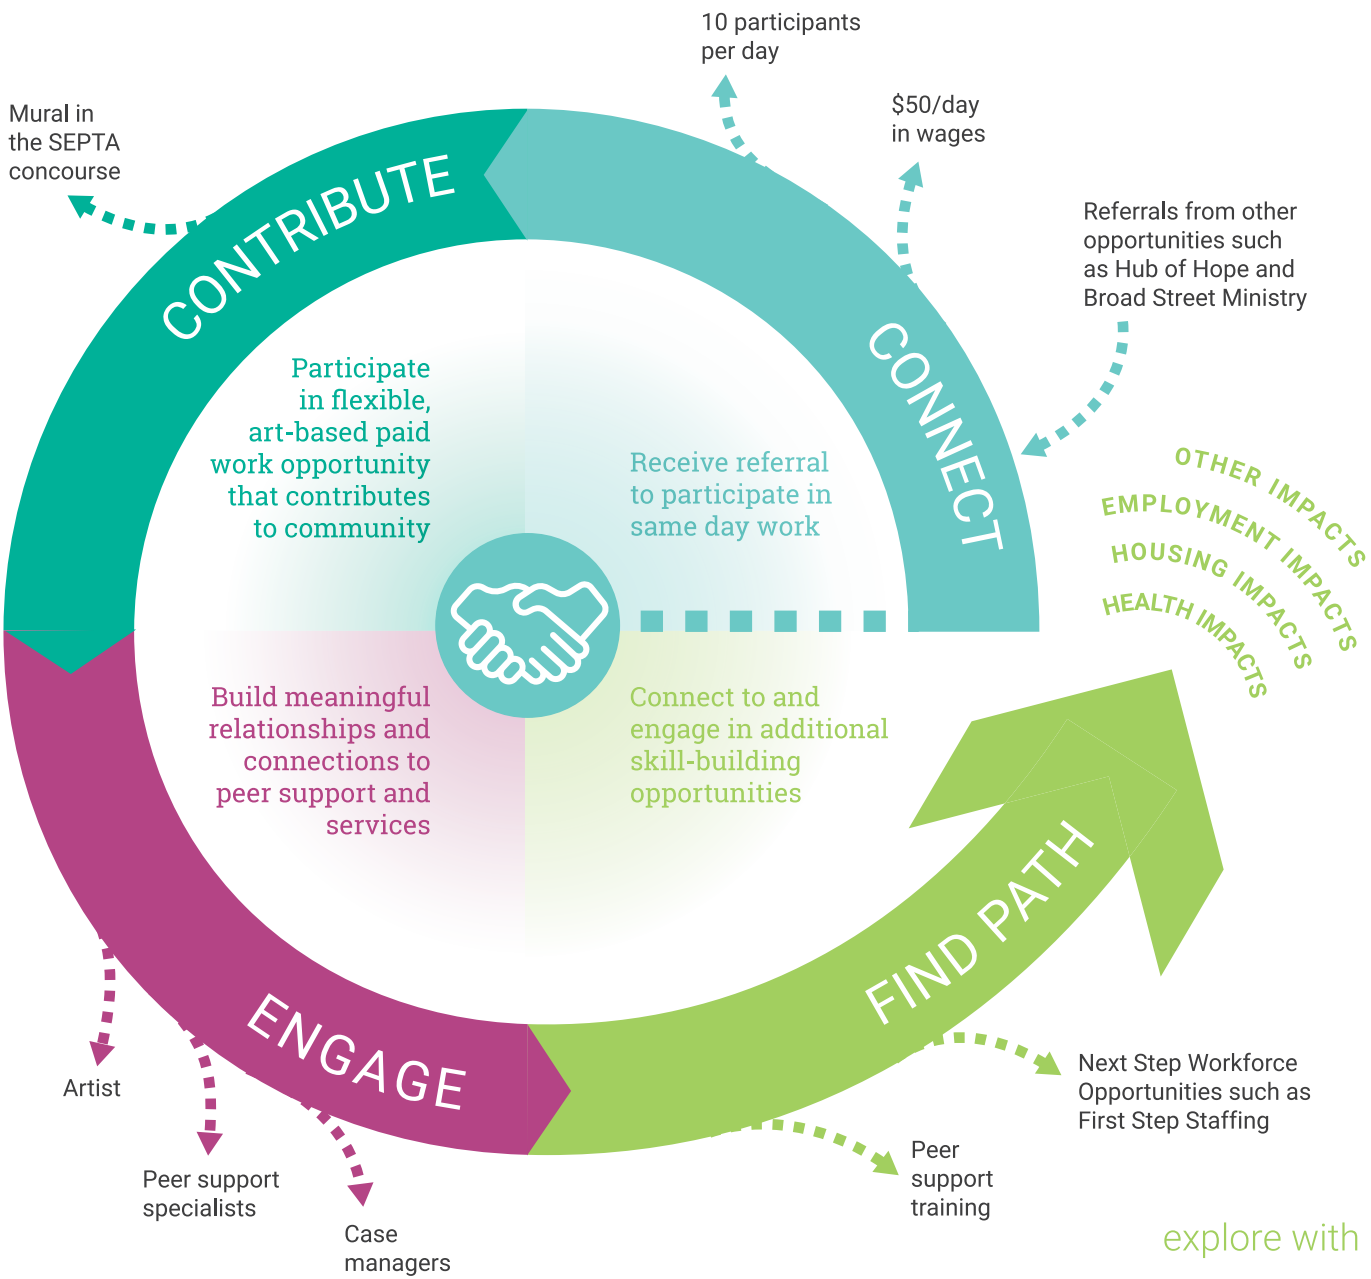 10 participants
per day
$50/day
in wages
Mural in
the SEPTA
concourse
Referrals from other
opportunities such
as Hub of Hope and
Broad Street Ministry
CONTRIBUTE
CONNECT
Participate
in flexible,
art-based paid
work opportunity
that contributes
to community
Receive referral
to participate in
same day work
OTHER IMPACTS
EMPLOYMENT IMPACTS
HOUSING IMPACTS
HEALTH IMPACTS
Build meaningful
relationships and
connections to
peer support and
services
Connect to and
engage in additional
skill-building
opportunities
ENGAGE
FIND PATH
Artist
Peer support
specialists
Case
managers
Peer
support
training
Next Step Workforce
Opportunities such as
First Step Staffing
explore with